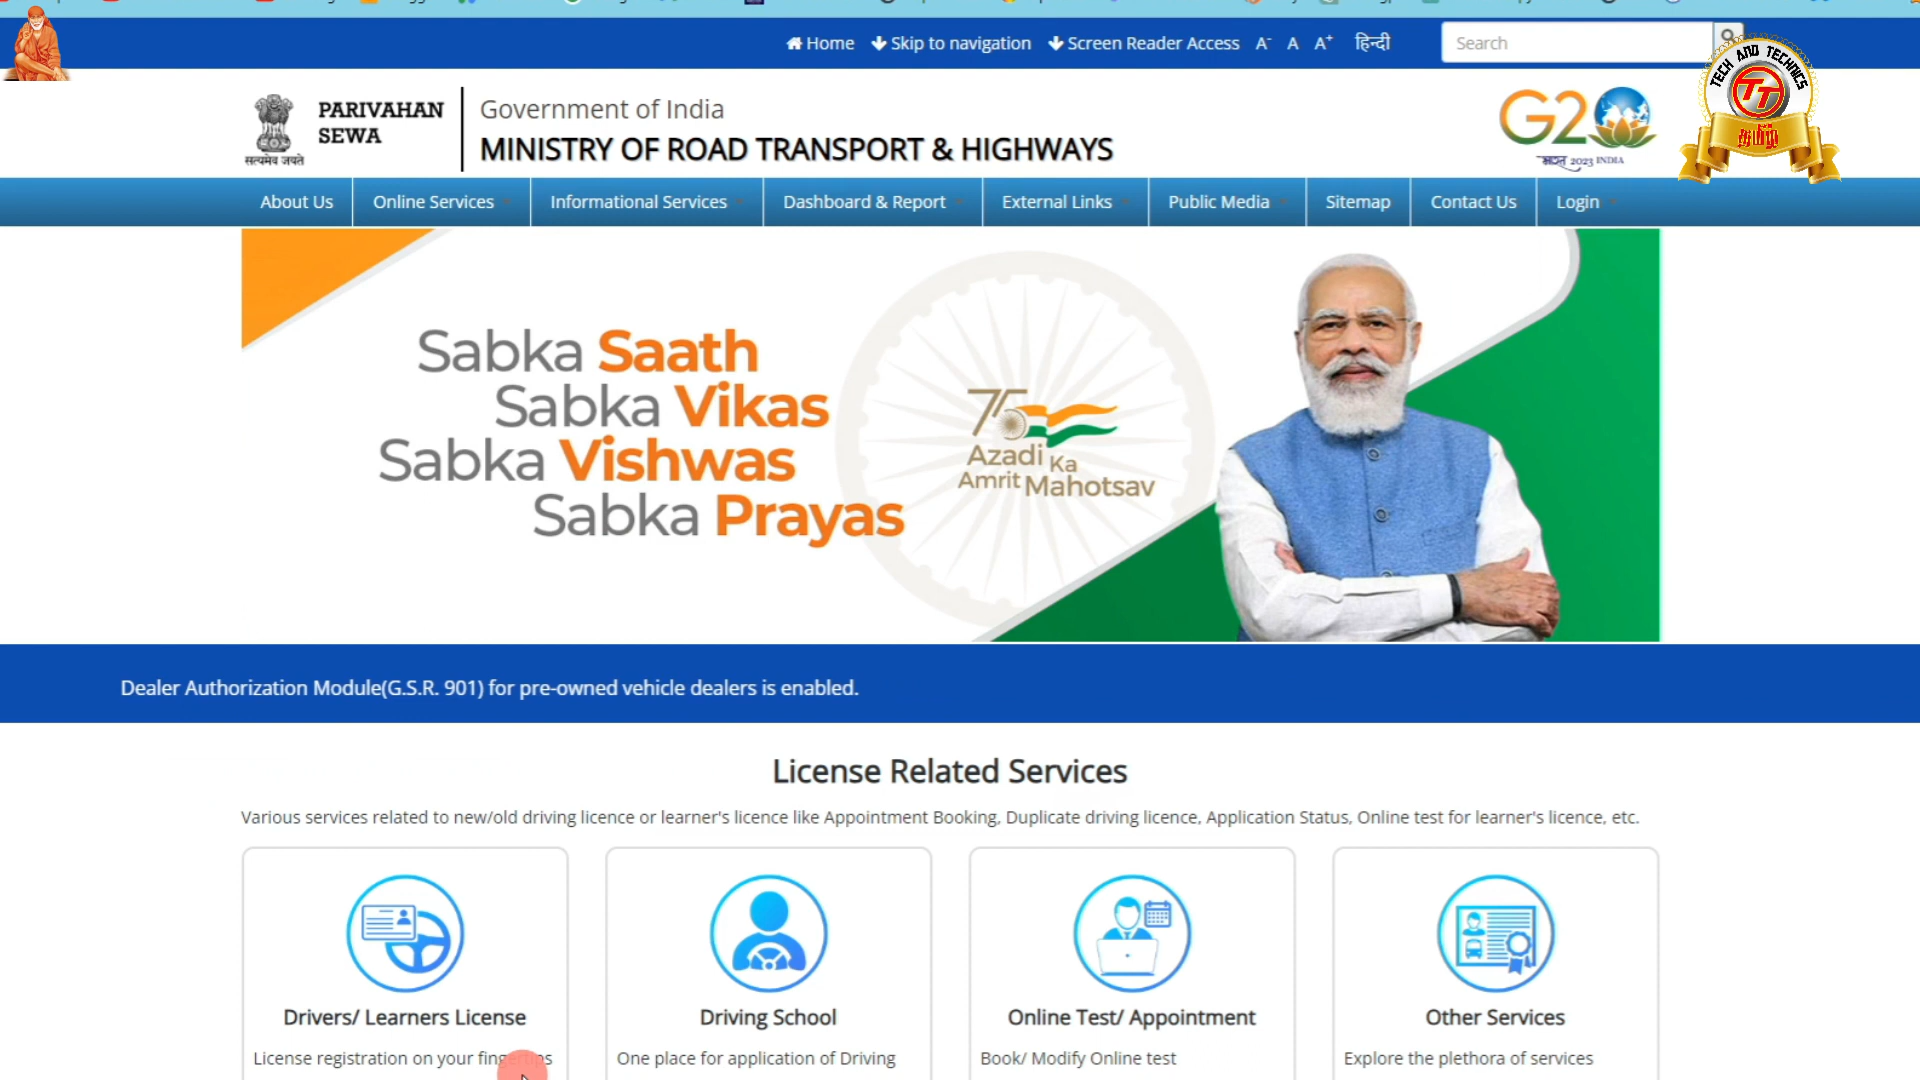 Home Skip to navigation Screen Reader Access A- A A+ हिन्दी Search
TECH AND TECHNICS
TT
தமிழ்
PARIVAHAN
SEWA
सत्यमेव जयते
Government of India
MINISTRY OF ROAD TRANSPORT & HIGHWAYS
G20
भारत 2023 INDIA
About Us Online Services Informational Services Dashboard & Report External Links Public Media Sitemap Contact Us Login
Sabka Saath
Sabka Vikas
Sabka Vishwas
Sabka Prayas
75
Azadi Ka
Amrit Mahotsav
Dealer Authorization Module(G.S.R. 901) for pre-owned vehicle dealers is enabled.
License Related Services
Various services related to new/old driving licence or learner's licence like Appointment Booking, Duplicate driving licence, Application Status, Online test for learner's licence, etc.
Drivers/ Learners License
License registration on your fingertips
Driving School
One place for application of Driving
Online Test/ Appointment
Book/ Modify Online test
Other Services
Explore the plethora of services